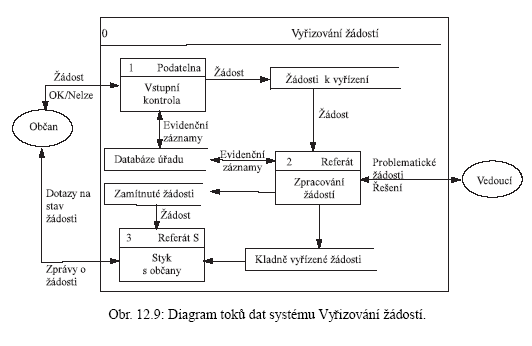 0
Vyřizování žádostí
1 Podatelna
Vstupní
kontrola
Žádost
OK/Nelze
Občan
Žádost
Žádosti k vyřízení
Žádost
Evidenční
záznamy
Databáze úřadu
Evidenční
záznamy
2 Referát
Zpracování
žádostí
Problematické
žádosti
Řešení
Vedoucí
Zamítnuté žádosti
Žádost
Dotazy na
stav
žádosti
3 Referát S
Styk
s občany
Kladně vyřízené žádosti
Zprávy o
žádosti
Obr. 12.9: Diagram toků dat systému Vyřizování žádostí.